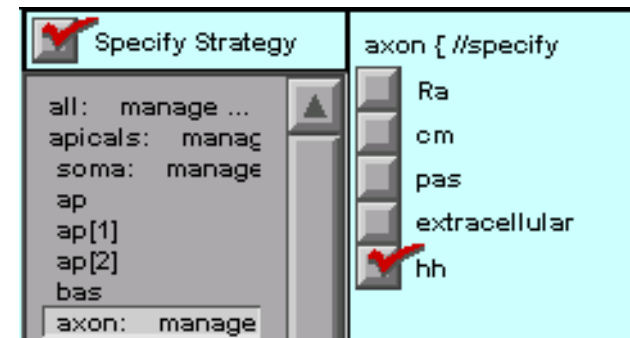 Specify Strategy
all: manage ...
apicals: manag
soma: manage
ap
ap[1]
ap[2]
bas
axon: manage
axon { //specify
Ra
cm
pas
extracellular
hh